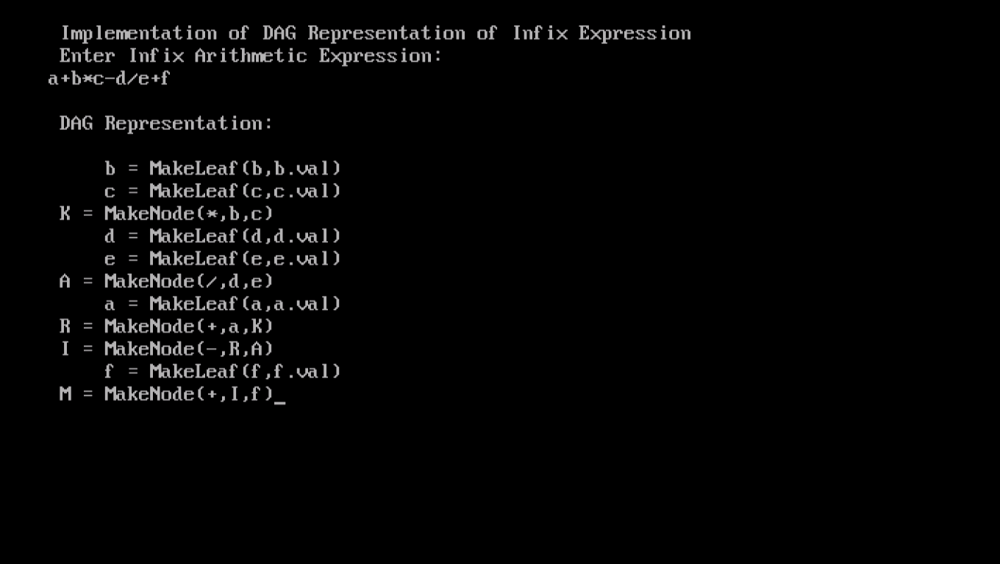 Implementation of DAG Representation of Infix Expression
Enter Infix Arithmetic Expression:
a+b*c-d/e+f
DAG Representation:
b = MakeLeaf(b,b.val)
c = MakeLeaf(c,c.val)
K = MakeNode(*,b,c)
d = MakeLeaf(d,d.val)
e = MakeLeaf(e,e.val)
A = MakeNode(/,d,e)
a = MakeLeaf(a,a.val)
R = MakeNode(+,a,K)
I = MakeNode(-,R,A)
f = MakeLeaf(f,f.val)
M = MakeNode(+,I,f)_